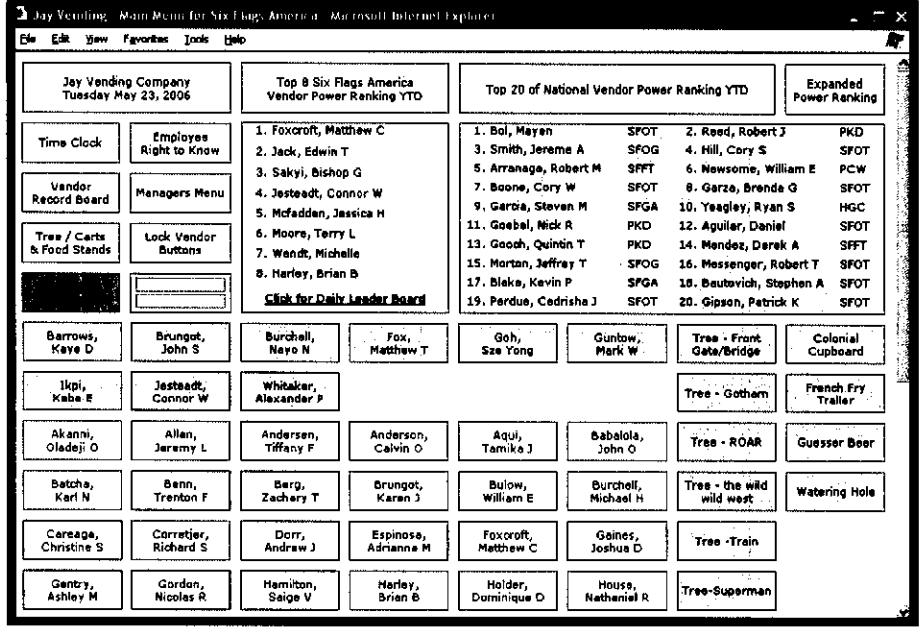 Jay Vending - Main Menu for Six Flags America - Microsoft Internet Explorer
File Edit View Favorites Tools Help
Jay Vending Company
Tuesday May 23, 2006
Top 8 Six Flags America
Vendor Power Ranking YTD
Top 20 of National Vendor Power Ranking YTD
Expanded
Power Ranking
Time Clock
Employee
Right to Know
Vendor
Record Board
Managers Menu
Tree / Carts
& Food Stands
Lock Vendor
Buttons
1. Foxcroft, Matthew C
2. Jack, Edwin T
3. Sakyi, Bishop G
4. Jesteadt, Connor W
5. Mcfadden, Jessica H
6. Moore, Terry L
7. Wendt, Michelle
8. Harley, Brian B
Click for Daily Leader Board
1. Bol, Mayen SFOT 2. Reed, Robert J PKD
3. Smith, Jereme A SFOG 4. Hill, Cory S SFOT
5. Arranaga, Robert M SFFT 6. Newsome, William E PCW
7. Boone, Cory W SFOT 8. Garza, Brenda G SFOT
9. Garcia, Steven M SFGA 10. Yeagley, Ryan S HGC
11. Goebel, Nick R PKD 12. Aguilar, Daniel SFOT
13. Gooch, Quintin T PKD 14. Mendez, Derek A SFFT
15. Morton, Jeffrey T SFOG 16. Messenger, Robert T SFOT
17. Blake, Kevin P SFGA 18. Bautovich, Stephen A SFOT
19. Perdue, Cedrisha J SFOT 20. Gipson, Patrick K SFOT
Barrows,
Kaye D
Brungot,
John S
Burchell,
Nayo N
Fox,
Matthew T
Goh,
Sze Yong
Guntow,
Mark W
Tree - Front
Gate/Bridge
Colonial
Cupboard
Ikpi,
Keba E
Jesteadt,
Connor W
Whitaker,
Alexander P
Tree - Gotham
French Fry
Trailer
Akanni,
Oladeji O
Allen,
Jeremy L
Andersen,
Tiffany F
Anderson,
Calvin O
Aqui,
Tamika J
Babalola,
John O
Tree - ROAR
Guesser Beer
Batcha,
Karl N
Benn,
Trenton F
Berg,
Zachery T
Brungot,
Karen J
Bulow,
William E
Burchell,
Michael H
Tree - the wild
wild west
Watering Hole
Careaga,
Christine S
Corretjer,
Richard S
Dorr,
Andrew J
Espinosa,
Adrianne M
Foxcroft,
Matthew C
Gaines,
Joshua D
Tree -Train
Gentry,
Ashley M
Gordon,
Nicolas R
Hamilton,
Saige V
Harley,
Brian B
Holder,
Dominique D
House,
Nathaniel R
Tree-Superman